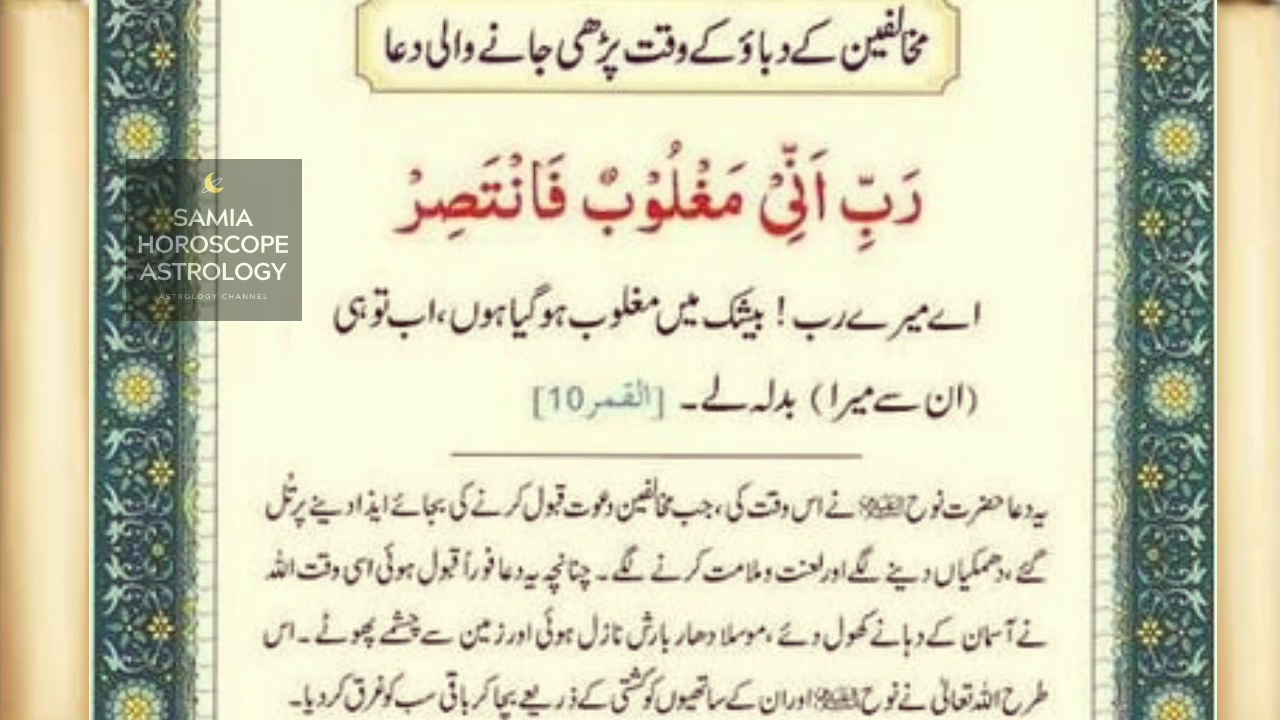 مخالفین کے دباؤ کے وقت پڑھی جانے والی دعا
رَبِّ اَنِّیْ مَغْلُوْبٌ فَانْتَصِرْ
SAMIA
HOROSCOPE
ASTROLOGY
ASTROLOGY CHANNEL
اے میرے رب! بیشک میں مغلوب ہو گیا ہوں، اب تو ہی
(ان سے میرا) بدلہ لے۔ [القمر10]
یہ دعا حضرت نوح نے اس وقت کی، جب مخالفین دعوت قبول کرنے کی بجائے ایذا دینے پر تُل
گئے، دھمکیاں دینے لگے اور لعنت و ملامت کرنے لگے۔ چنانچہ یہ دعا فوراً قبول ہوئی اسی وقت اللہ
نے آسمان کے دہانے کھول دئے، موسلا دھار بارش نازل ہوئی اور زمین سے چشمے پھوٹے۔ اس
طرح اللہ تعالیٰ نے نوح اور ان کے ساتھیوں کو کشتی کے ذریعے بچا کر باقی سب کو غرق کر دیا۔